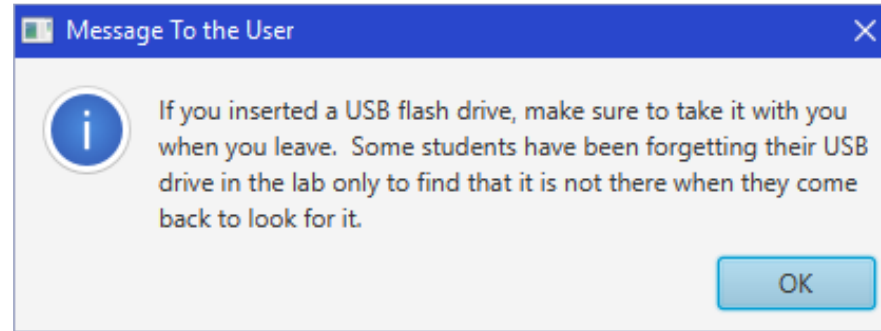 Message To the User
If you inserted a USB flash drive, make sure to take it with you
when you leave.  Some students have been forgetting their USB
drive in the lab only to find that it is not there when they come
back to look for it.
OK